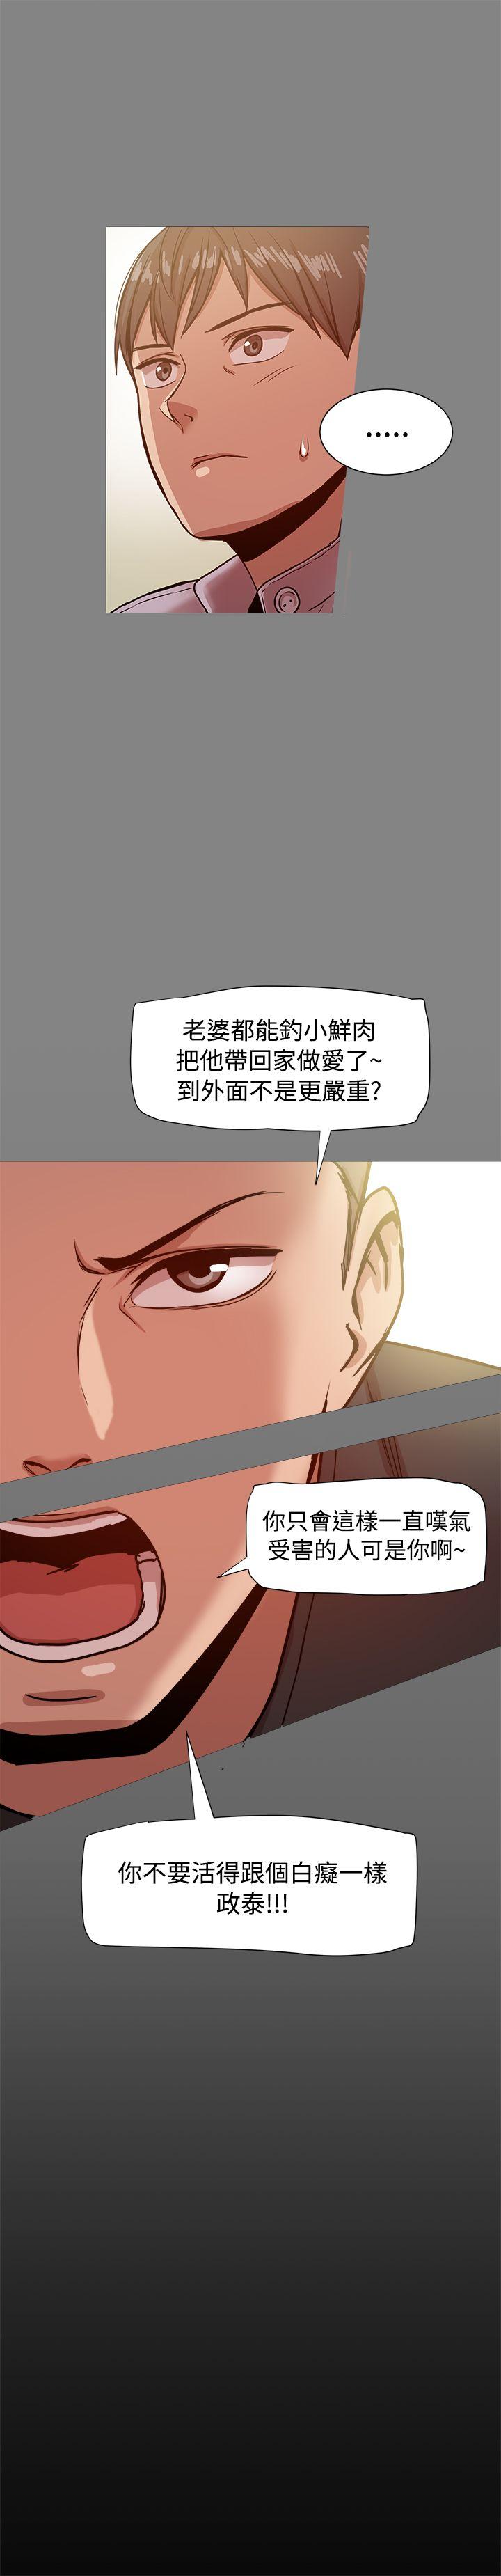 .....
老婆都能釣小鮮肉
把他帶回家做愛了~
到外面不是更嚴重?
你只會這樣一直嘆氣
受害的人可是你啊~
你不要活得跟個白癡一樣
政泰!!!